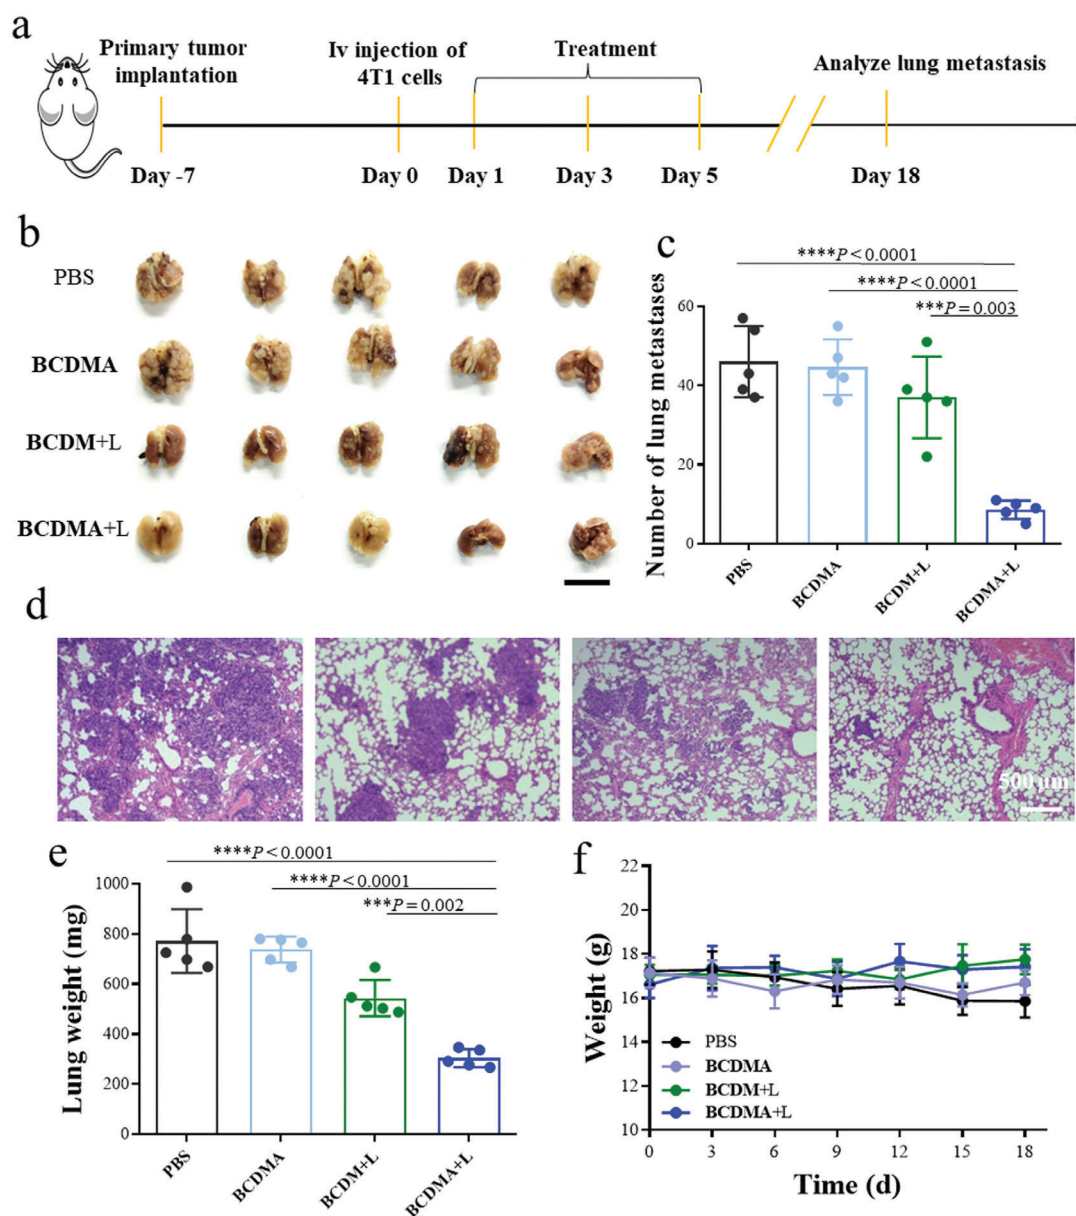 a
Primary tumor implantation
Iv injection of 4T1 cells
Treatment
Analyze lung metastasis
Day -7
Day 0
Day 1
Day 3
Day 5
Day 18
b
PBS
BCDMA
BCDM+L
BCDMA+L
c
****P < 0.0001
****P < 0.0001
***P = 0.003
Number of lung metastases
60
40
20
0
PBS
BCDMA
BCDM+L
BCDMA+L
d
500 μm
e
****P < 0.0001
****P < 0.0001
***P = 0.002
Lung weight (mg)
1000
800
600
400
200
0
PBS
BCDMA
BCDM+L
BCDMA+L
f
Weight (g)
22
20
18
16
14
12
10
PBS
BCDMA
BCDM+L
BCDMA+L
0 3 6 9 12 15 18
Time (d)